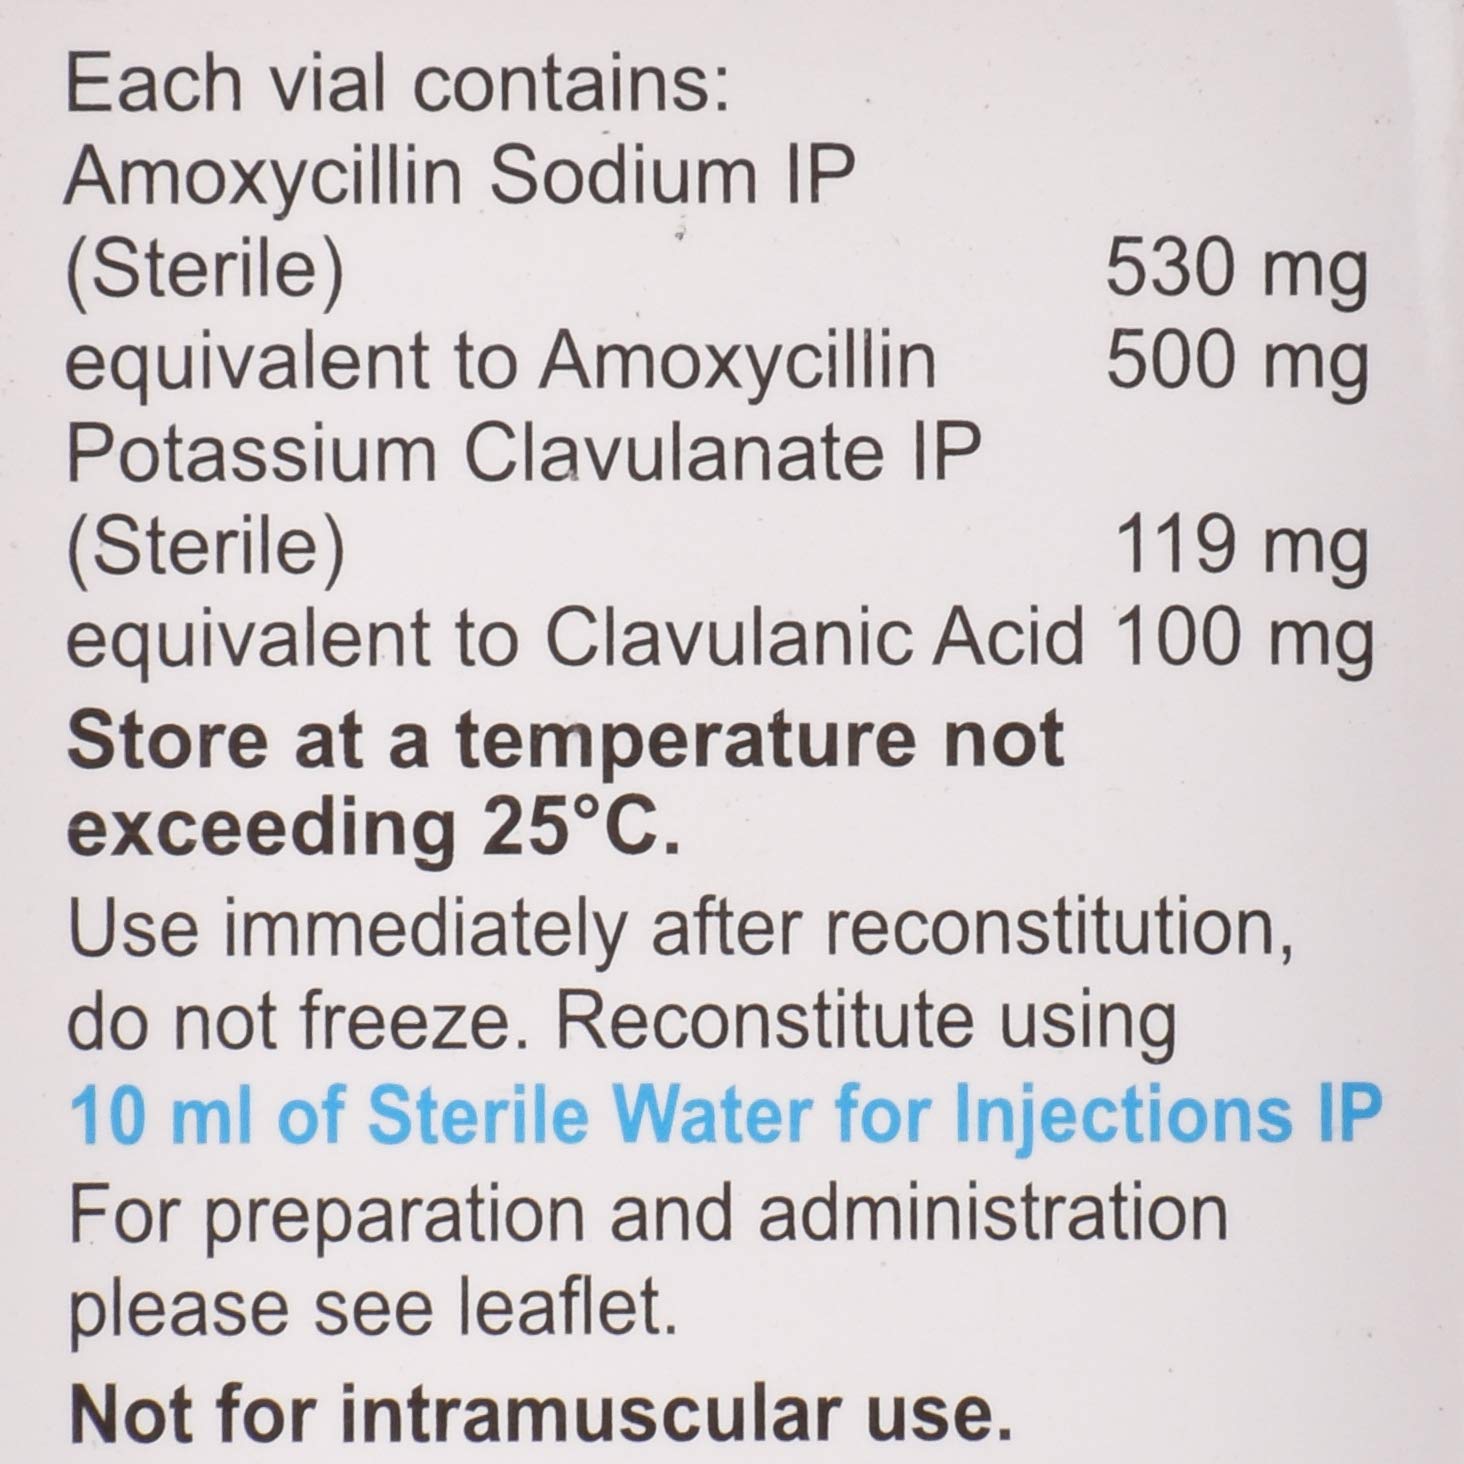 Each vial contains:
Amoxycillin Sodium IP
(Sterile) 530 mg
equivalent to Amoxycillin 500 mg
Potassium Clavulanate IP
(Sterile) 119 mg
equivalent to Clavulanic Acid 100 mg
Store at a temperature not
exceeding 25°C.
Use immediately after reconstitution,
do not freeze. Reconstitute using
10 ml of Sterile Water for Injections IP
For preparation and administration
please see leaflet.
Not for intramuscular use.